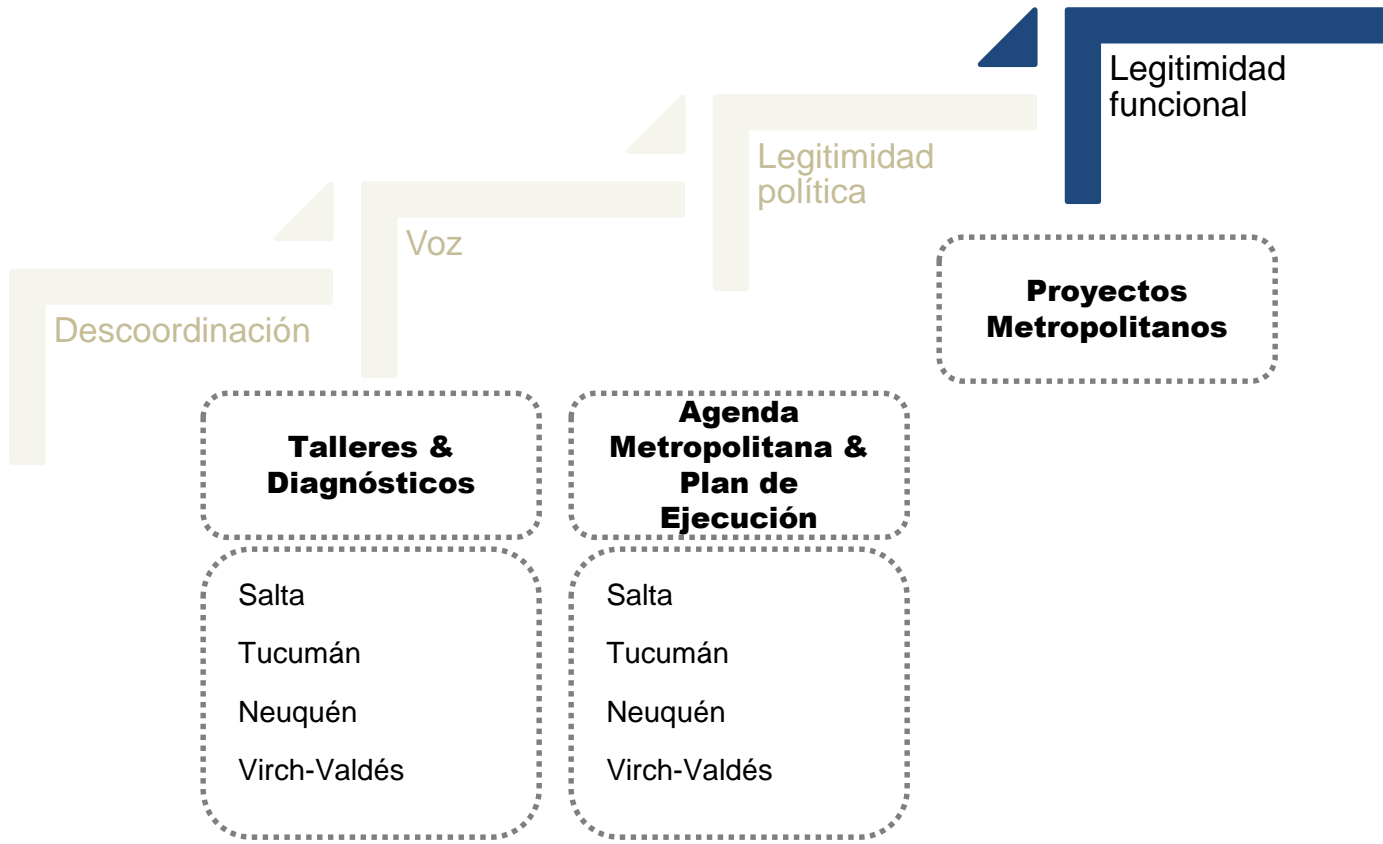 Legitimidad
funcional
Legitimidad
política
Voz
Descoordinación
Proyectos
Metropolitanos
Talleres &
Diagnósticos
Agenda
Metropolitana &
Plan de
Ejecución
Salta
Tucumán
Neuquén
Virch-Valdés
Salta
Tucumán
Neuquén
Virch-Valdés